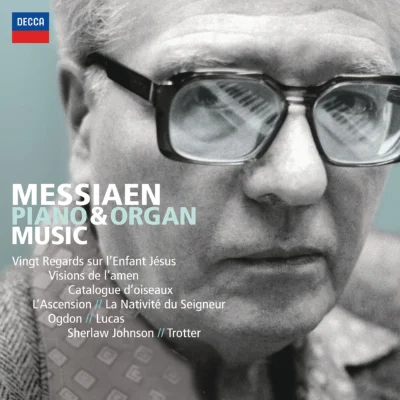 DECCA
MESSIAEN
PIANO&ORGAN
MUSIC
Vingt Regards sur l'Enfant Jésus
Visions de l'amen
Catalogue d'oiseaux
L'Ascension // La Nativité du Seigneur
Ogdon // Lucas
Sherlaw Johnson // Trotter